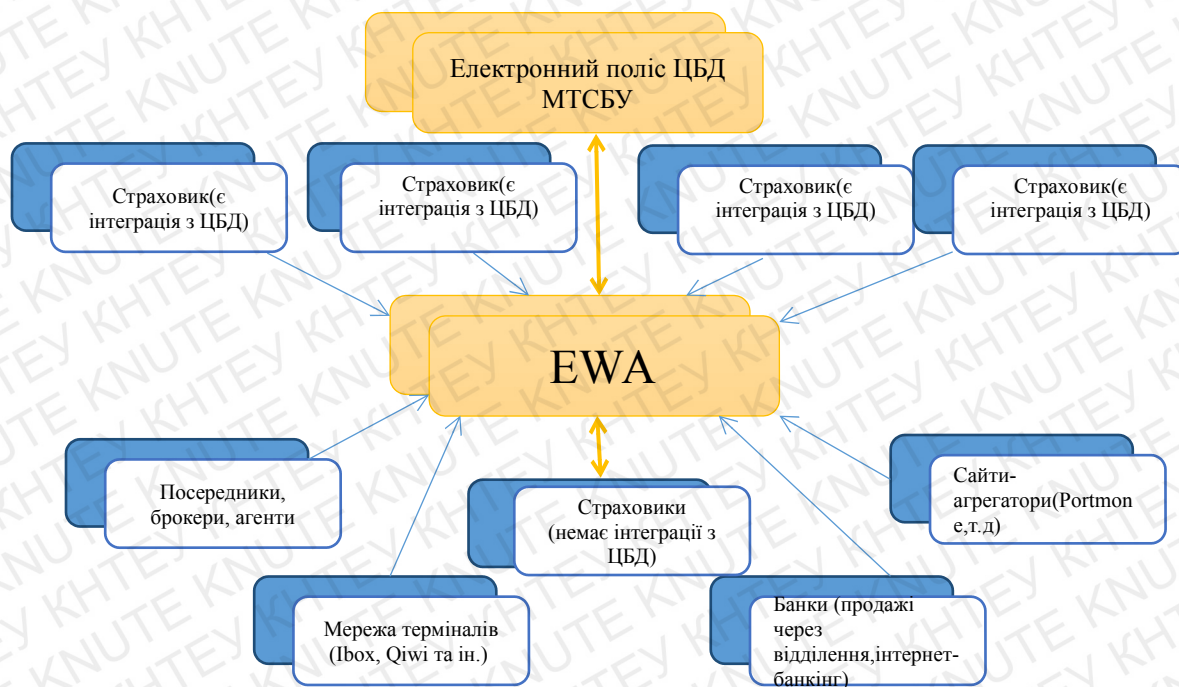 Електронний поліс ЦБД
МТСБУ
Страховик(є
інтеграція з ЦБД)
Страховик(є
інтеграція з ЦБД)
Страховик(є
інтеграція з ЦБД)
Страховик(є
інтеграція з ЦБД)
EWA
Посередники,
брокери, агенти
Страховики
(немає інтеграції з
ЦБД)
Сайти-
агрегатори(Portmon
e,т.д)
Мережа терміналів
(Ibox, Qiwi та ін.)
Банки (продажі
через
відділення,інтернет-
банкінг)
КНТЕУ KNUTE